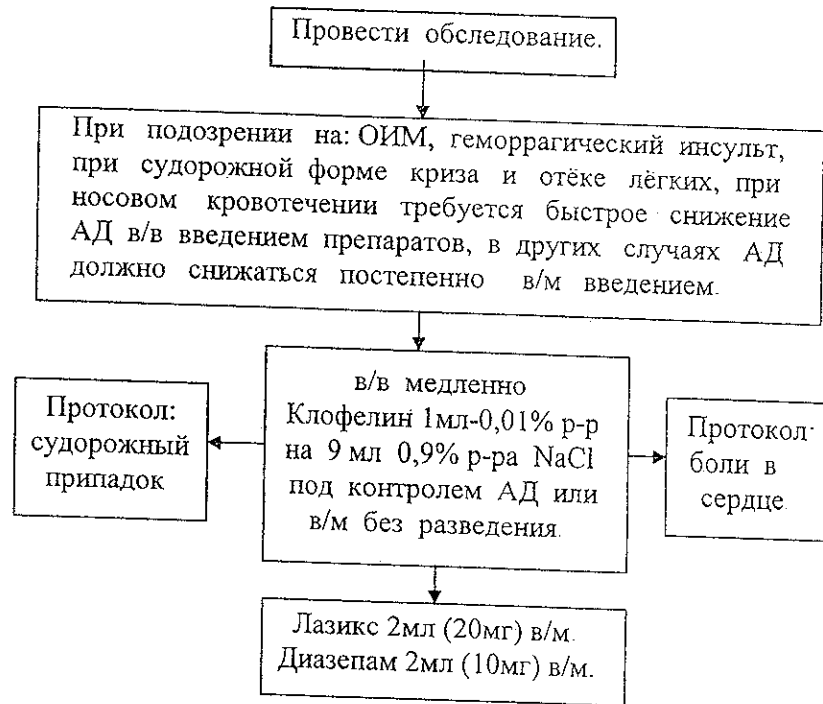 Провести обследование.
При подозрении на: ОИМ, геморрагический инсульт,
при судорожной форме криза и отёке лёгких, при
носовом кровотечении требуется быстрое снижение
АД в/в введением препаратов, в других случаях АД
должно снижаться постепенно в/м введением.
Протокол:
судорожный
припадок
в/в медленно
Клофелин 1мл-0,01% р-р
на 9 мл 0,9% р-ра NaCl
под контролем АД или
в/м без разведения.
Протокол:
боли в
сердце
Лазикс 2мл (20мг) в/м.
Диазепам 2мл (10мг) в/м.